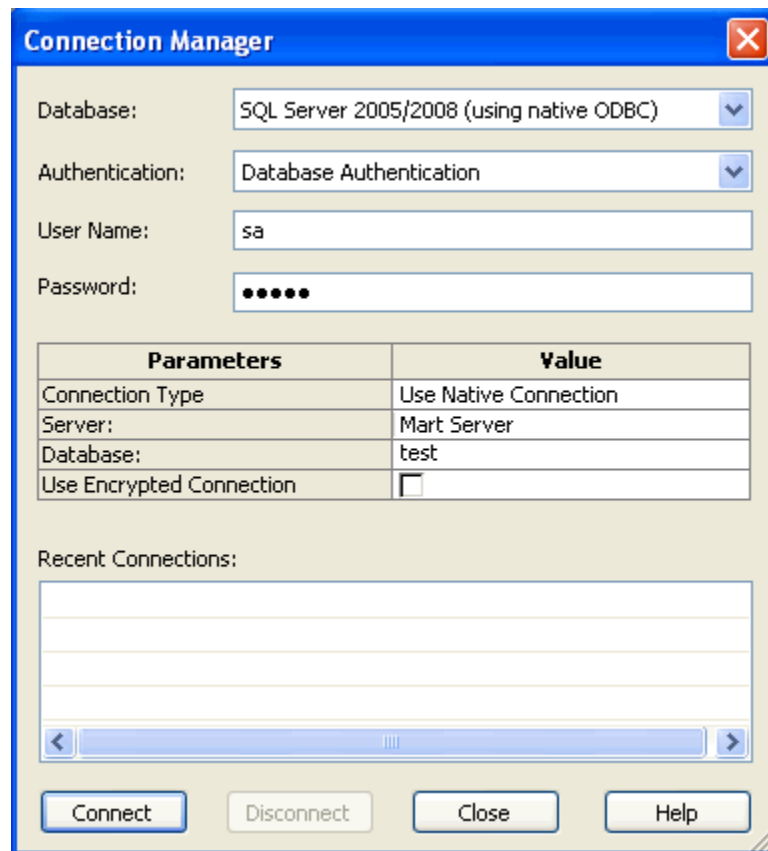 Connection Manager
Database: SQL Server 2005/2008 (using native ODBC)
Authentication: Database Authentication
User Name: sa
Password: •••••
Parameters Value
Connection Type Use Native Connection
Server: Mart Server
Database: test
Use Encrypted Connection
Recent Connections:
Connect Disconnect Close Help